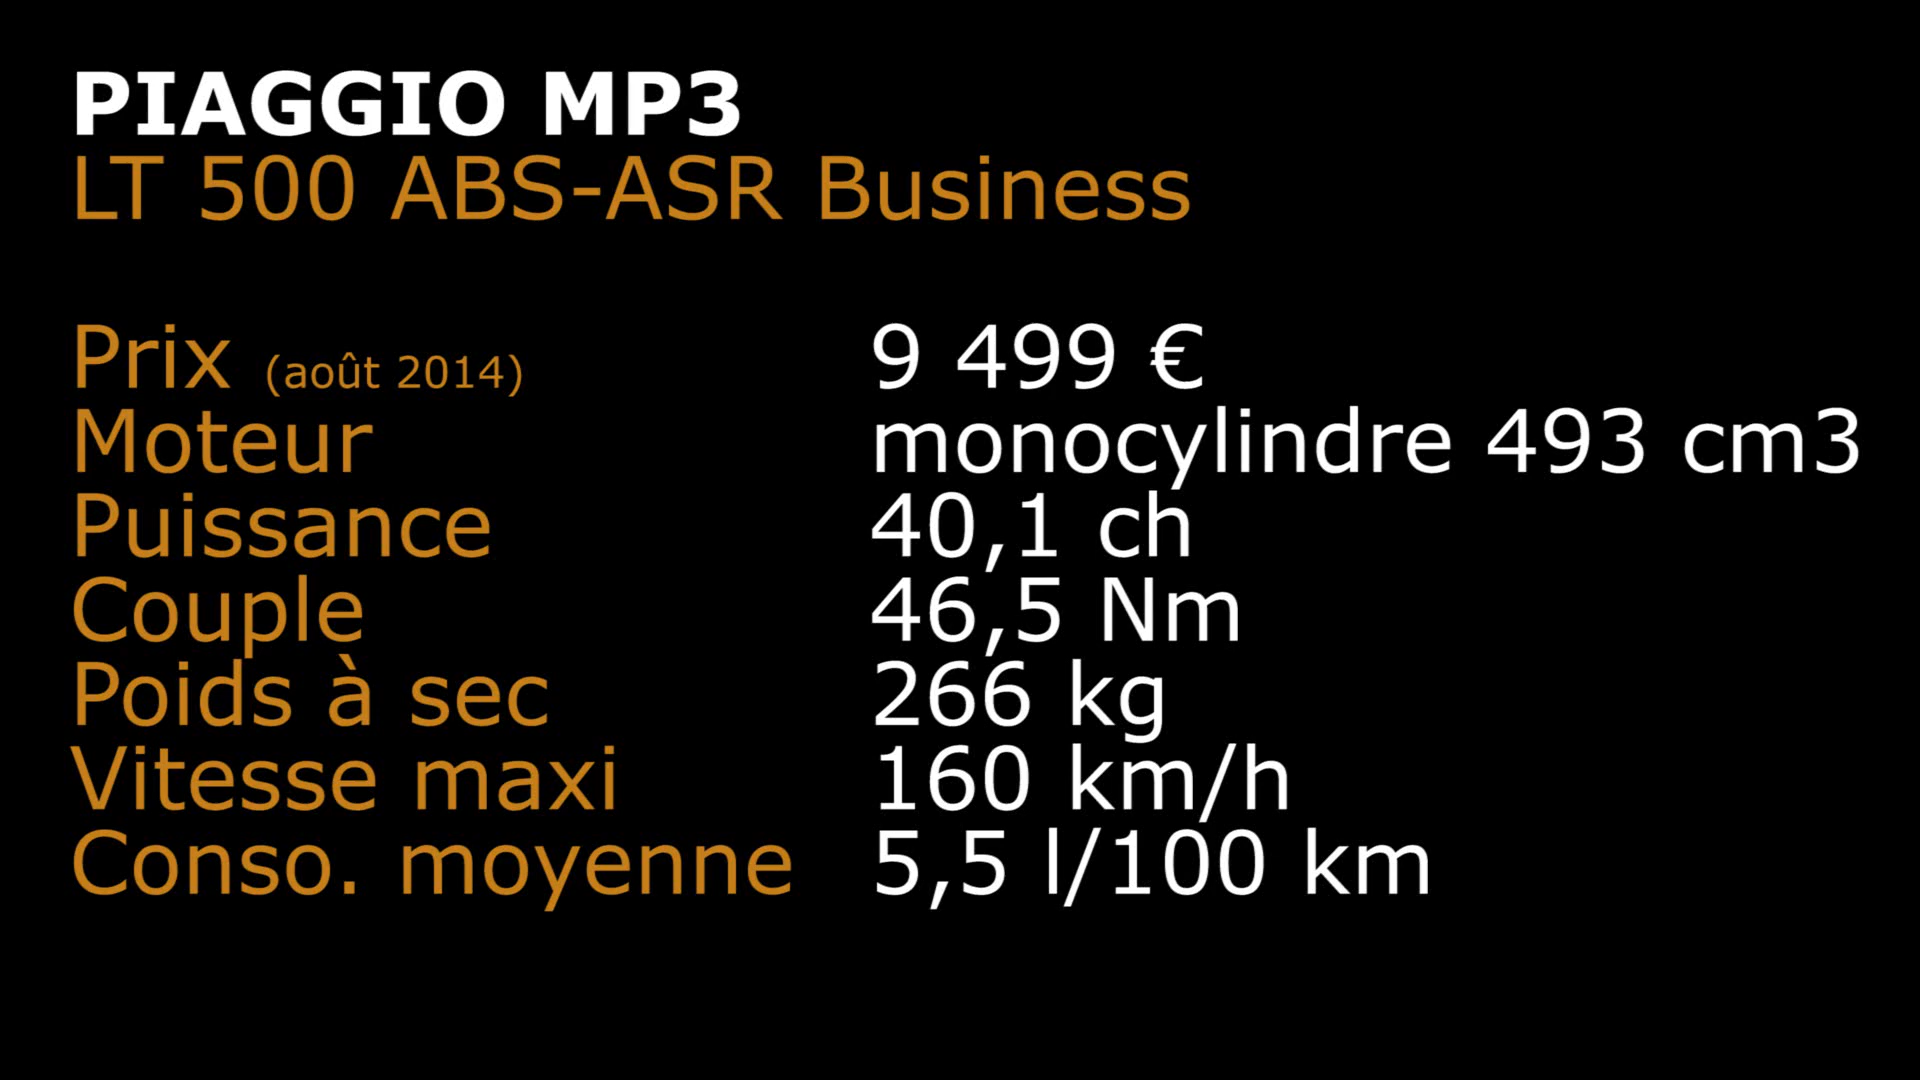 PIAGGIO MP3
LT 500 ABS-ASR Business
Prix (août 2014) 9 499 €
Moteur monocylindre 493 cm3
Puissance 40,1 ch
Couple 46,5 Nm
Poids à sec 266 kg
Vitesse maxi 160 km/h
Conso. moyenne 5,5 l/100 km